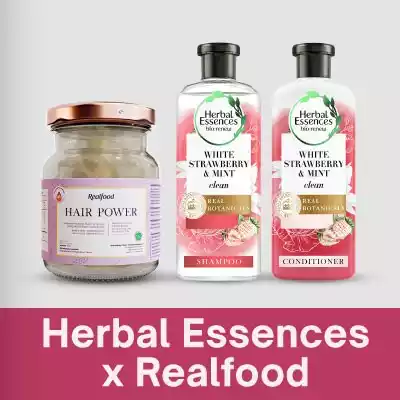 Realfood
HAIR POWER
Herbal
Essences
bio:renew
WHITE
STRAWBERRY
& MINT
clean
REAL
BOTANICALS
SHAMPOO
Herbal
Essences
bio:renew
WHITE
STRAWBERRY
& MINT
clean
REAL
BOTANICALS
CONDITIONER
Herbal Essences
x Realfood